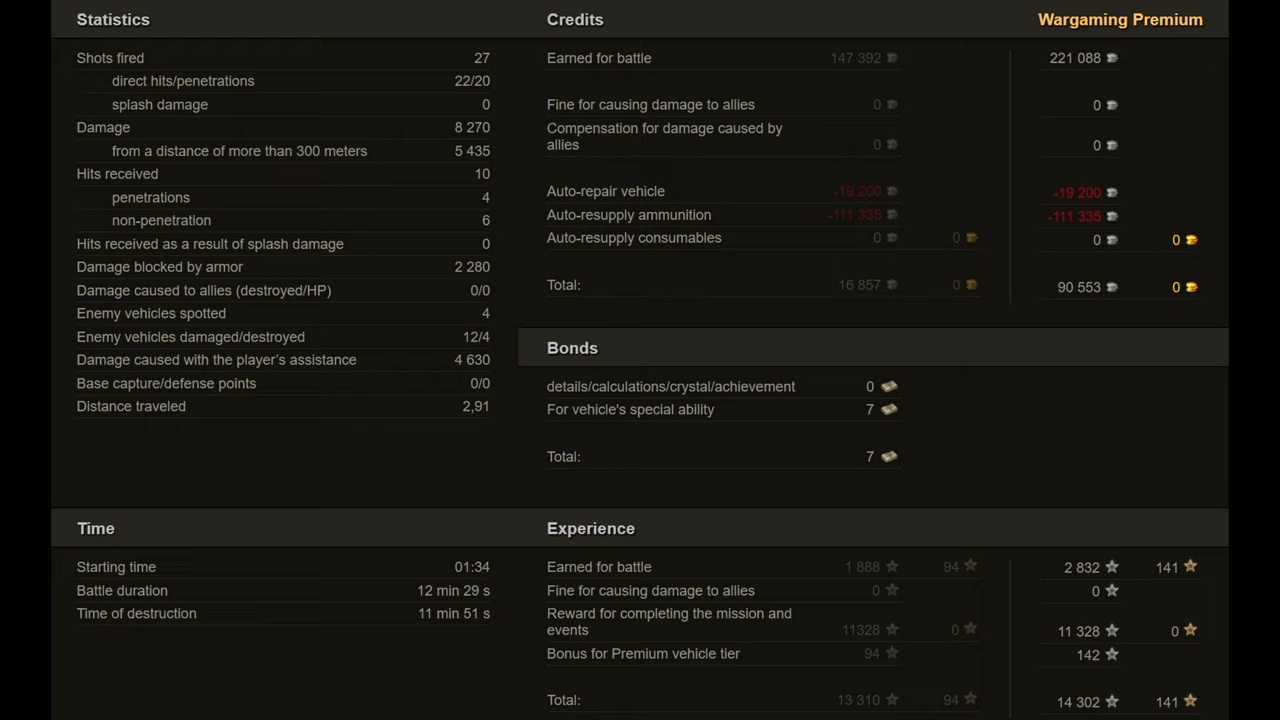 Statistics
Credits
Wargaming Premium
Shots fired 27
direct hits/penetrations 22/20
splash damage 0
Damage 8 270
from a distance of more than 300 meters 5 435
Hits received 10
penetrations 4
non-penetration 6
Hits received as a result of splash damage 0
Damage blocked by armor 2 280
Damage caused to allies (destroyed/HP) 0/0
Enemy vehicles spotted 4
Enemy vehicles damaged/destroyed 12/4
Damage caused with the player's assistance 4 630
Base capture/defense points 0/0
Distance traveled 2,91
Earned for battle 147 392 221 088
Fine for causing damage to allies 0 0
Compensation for damage caused by
allies 0 0
Auto-repair vehicle -19 200 -19 200
Auto-resupply ammunition -111 335 -111 335
Auto-resupply consumables 0 0 0 0
Total: 16 857 0 90 553 0
Bonds
details/calculations/crystal/achievement 0
For vehicle's special ability 7
Total: 7
Time
Starting time 01:34
Battle duration 12 min 29 s
Time of destruction 11 min 51 s
Experience
Earned for battle 1 888 94 2 832 141
Fine for causing damage to allies 0 0
Reward for completing the mission and
events 11328 0 11 328 0
Bonus for Premium vehicle tier 94 142
Total: 13 310 94 14 302 141